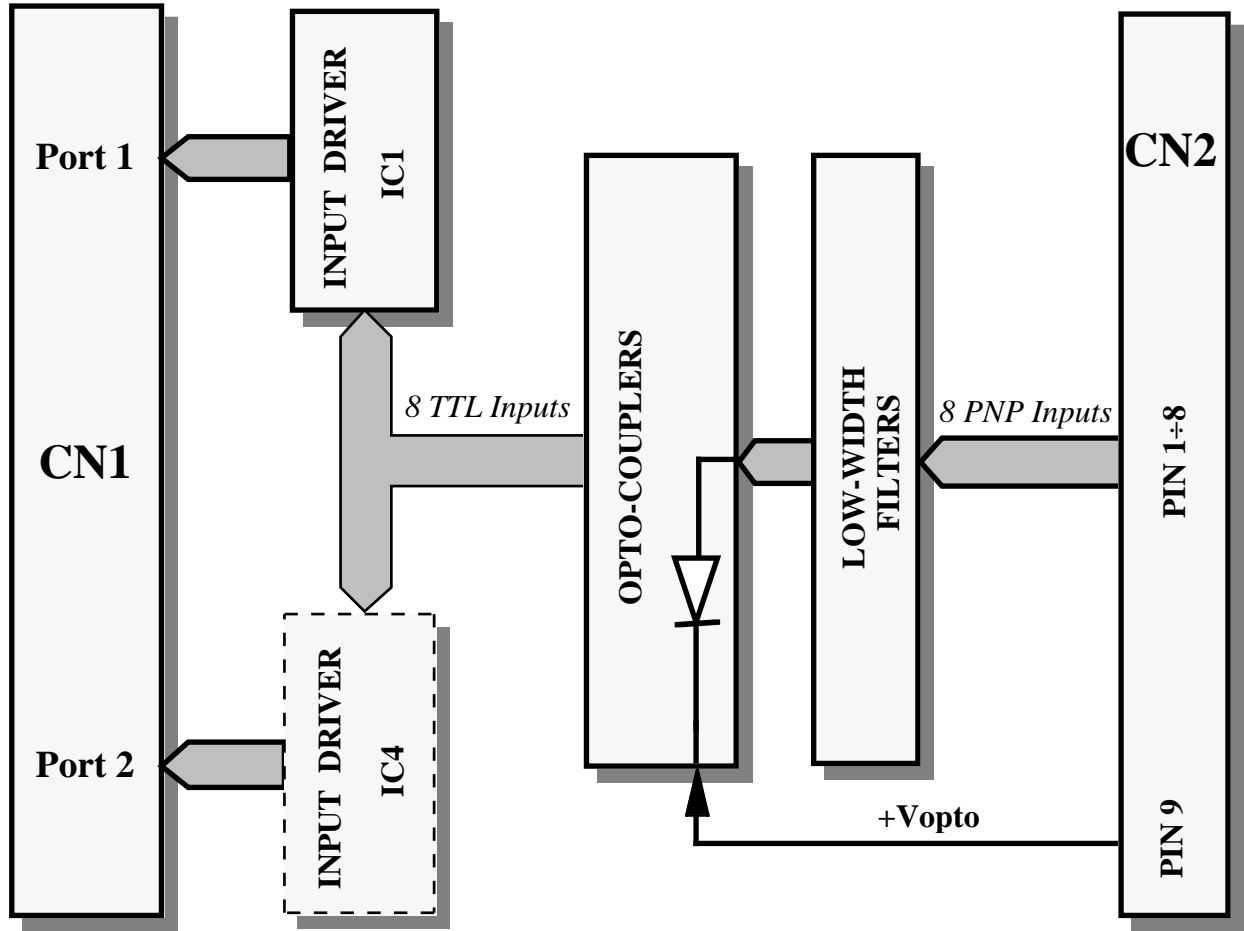 Port 1
CN1
Port 2
INPUT DRIVER
IC1
8 TTL Inputs
INPUT DRIVER
IC4
OPTO-COUPLERS
LOW-WIDTH
FILTERS
8 PNP Inputs
+Vopto
CN2
PIN 1÷8
PIN 9